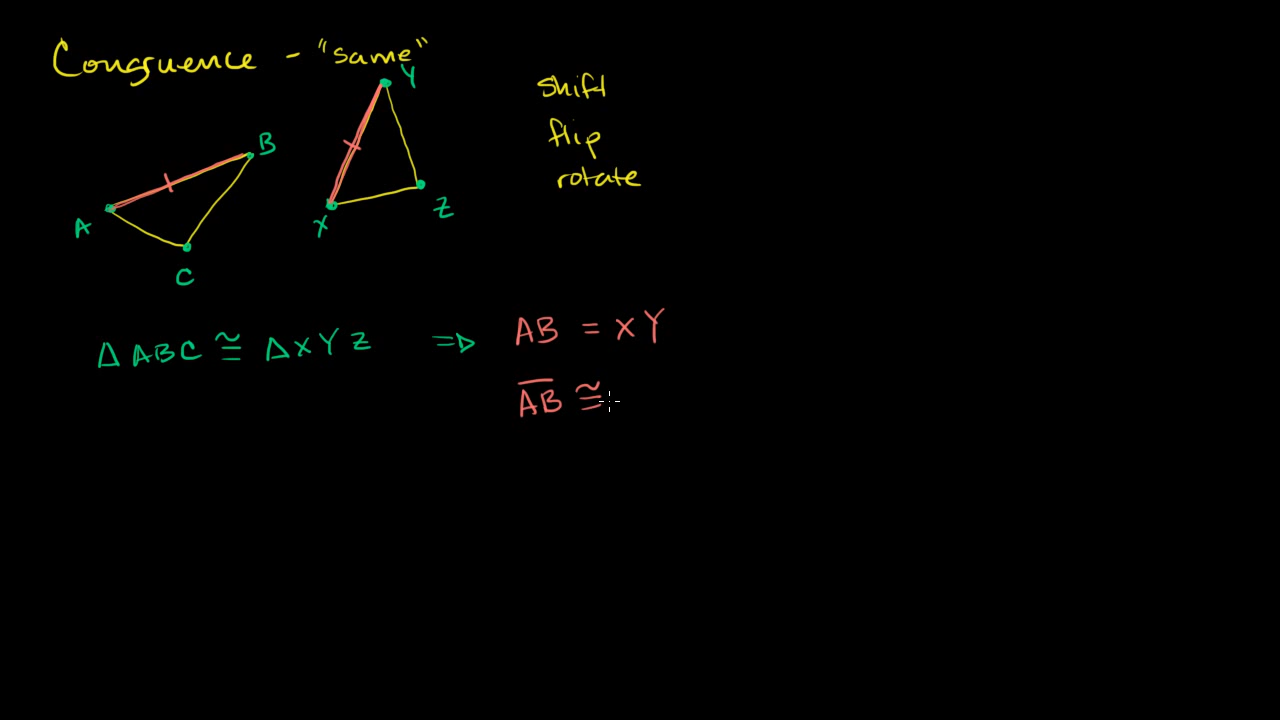 Congruence - "same"
shift
flip
rotate
Y
B
A
X
Z
C
△ABC ≅ △XYZ ⇒ AB = XY
A̅B̅ ≅